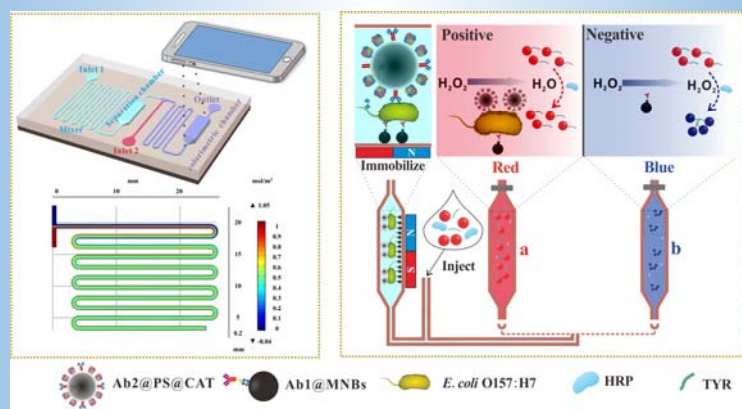 Inlet 1
Separation chamber
Mixer
Inlet 2
Outlet
colorimetric chamber
mm
mol/m³
0
10
20
▲ 1.05
20
15
10
5
0.2
mm
1
0.9
0.8
0.7
0.6
0.5
0.4
0.3
0.2
0.1
0
▼ -0.04
Positive
Negative
H₂O₂
H₂O
H₂O₂
H₂O₂
N
Immobilize
Red
Blue
N
S
Inject
a
b
Ab2@PS@CAT
Ab1@MNBs
E. coli O157:H7
HRP
TYR